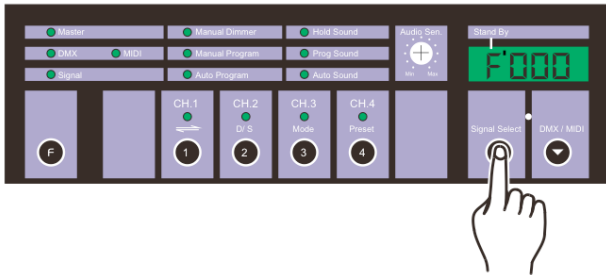 Master
Manual Dimmer
Hold Sound
Audio Sen.
Stand By
DMX
MIDI
Manual Program
Prog Sound
F'000
Signal
Auto Program
Auto Sound
Min
Max
CH.1
CH.2
CH.3
CH.4
D/ S
Mode
Preset
Signal Select
DMX / MIDI
F
1
2
3
4